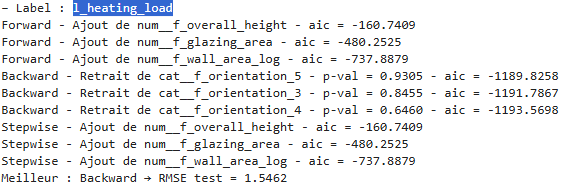 - Label : l_heating_load
Forward - Ajout de num__f_overall_height - aic = -160.7409
Forward - Ajout de num__f_glazing_area - aic = -480.2525
Forward - Ajout de num__f_wall_area_log - aic = -737.8879
Backward - Retrait de cat__f_orientation_5 - p-val = 0.9305 - aic = -1189.8258
Backward - Retrait de cat__f_orientation_3 - p-val = 0.8455 - aic = -1191.7867
Backward - Retrait de cat__f_orientation_4 - p-val = 0.6460 - aic = -1193.5698
Stepwise - Ajout de num__f_overall_height - aic = -160.7409
Stepwise - Ajout de num__f_glazing_area - aic = -480.2525
Stepwise - Ajout de num__f_wall_area_log - aic = -737.8879
Meilleur : Backward → RMSE test = 1.5462